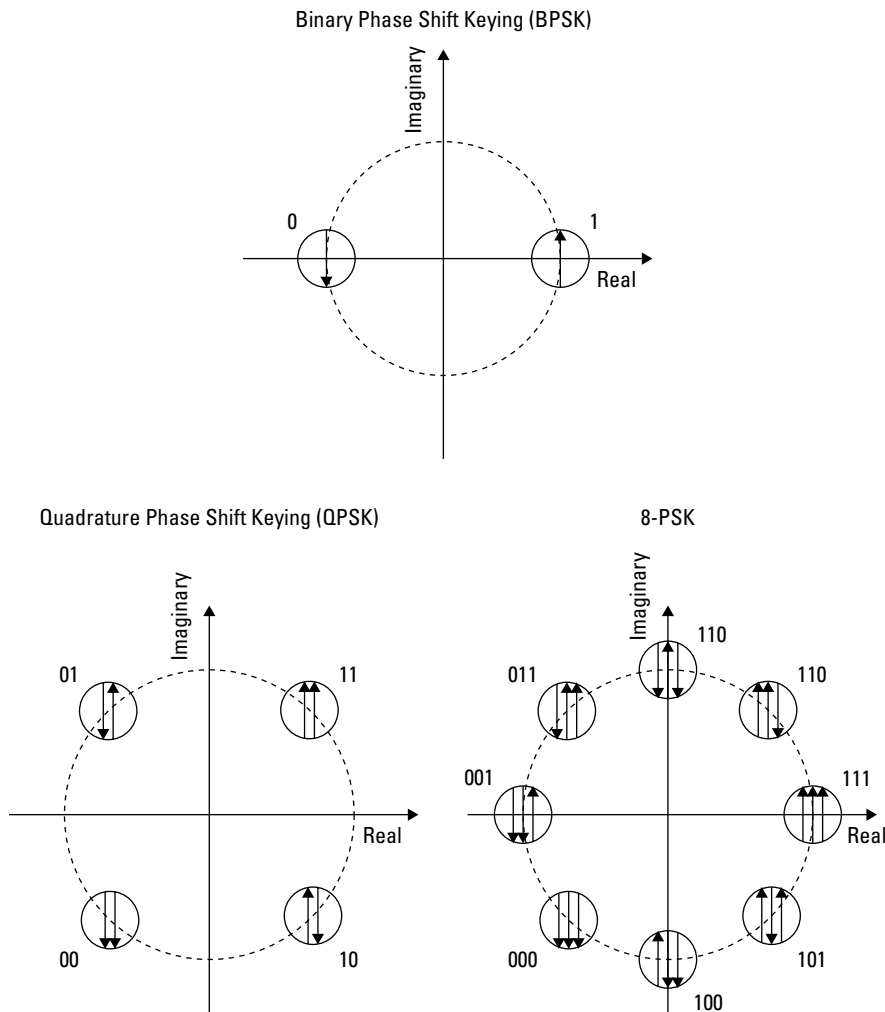 Binary Phase Shift Keying (BPSK)
Imaginary
0
1
Real
Quadrature Phase Shift Keying (QPSK)
Imaginary
01
11
Real
00
10
8-PSK
Imaginary
110
011
110
001
111
Real
000
101
100